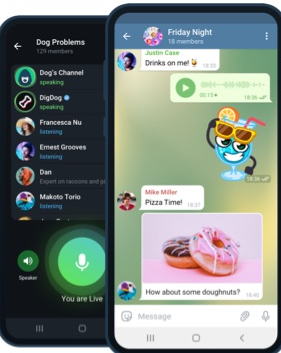 Dog Problems
129 members
Dog's Channel
speaking
DigDog
speaking
Francesca Nu
listening
Ernest Grooves
listening
Dan
Expert on racoons and
Makoto Torio
listening
Speaker
You are Live
Friday Night
18 members
Justin Case
Drinks on me!
18:35
00:15
18:36
18:36
Mike Miller
Pizza Time!
18:37
How about some doughnuts?
18:40
Message